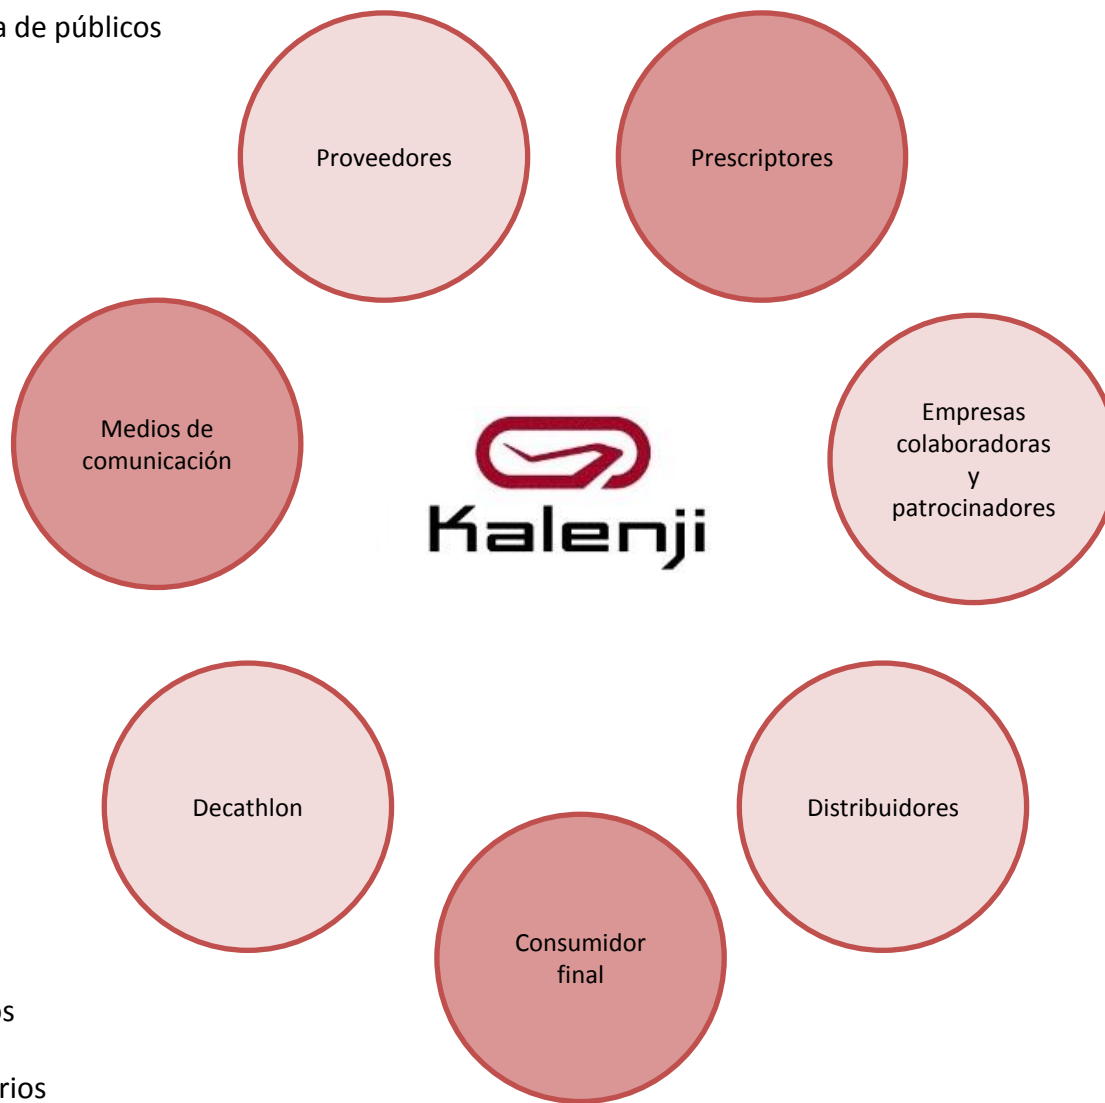 a de públicos
Proveedores
Prescriptores
Medios de
comunicación
Empresas
colaboradoras
y
patrocinadores
Kalenji
Decathlon
Distribuidores
Consumidor
final
os
rios